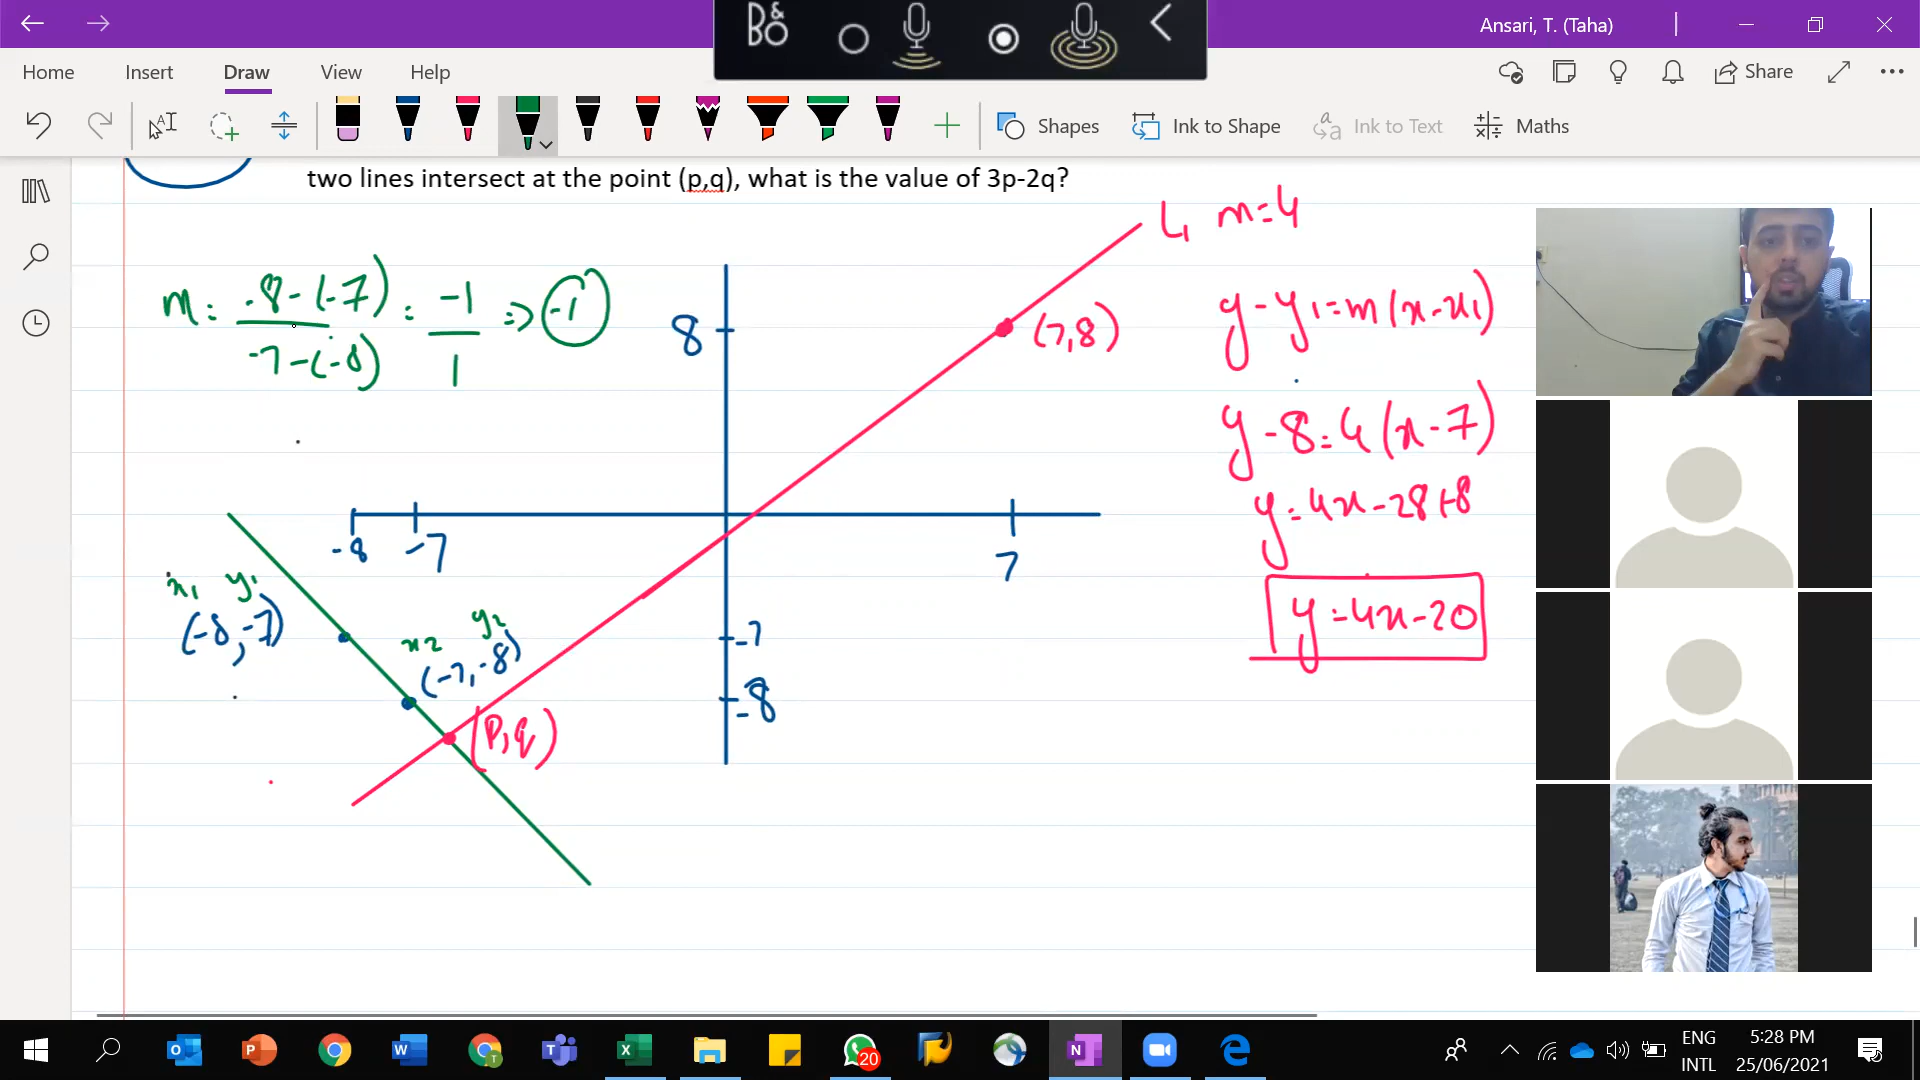 Ansari, T. (Taha)
B&O
Home Insert Draw View Help
Share
Shapes Ink to Shape Ink to Text Maths
two lines intersect at the point (p,q), what is the value of 3p-2q?
L1 m=4
m = -8-(-7) / -7-(-8) = -1/1 => -1
8
(7,8)
y-y1=m(x-x1)
y-8=4(x-7)
y=4x-28+8
y=4x-20
-8 -7
7
x1 y1
(-8,-7)
x2 y2
(-7,-8)
-7
-8
(p,q)
20
ENG
INTL
5:28 PM
25/06/2021